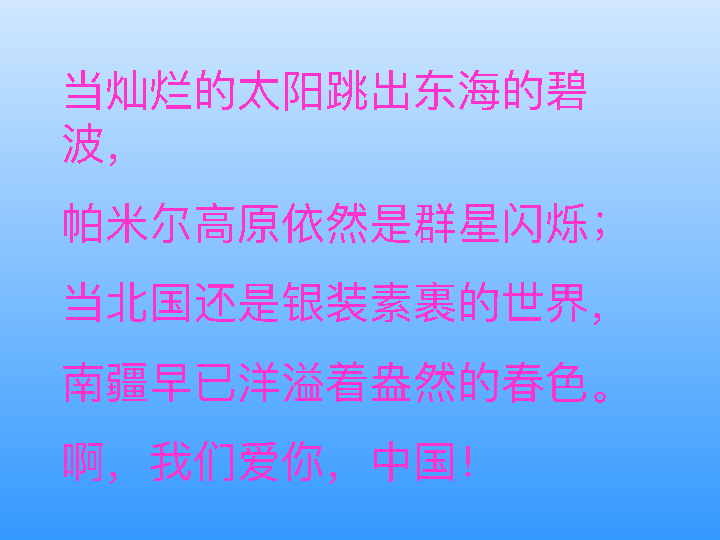 当灿烂的太阳跳出东海的碧
波，
帕米尔高原依然是群星闪烁；
当北国还是银装素裹的世界，
南疆早已洋溢着盎然的春色。
啊，我们爱你，中国！